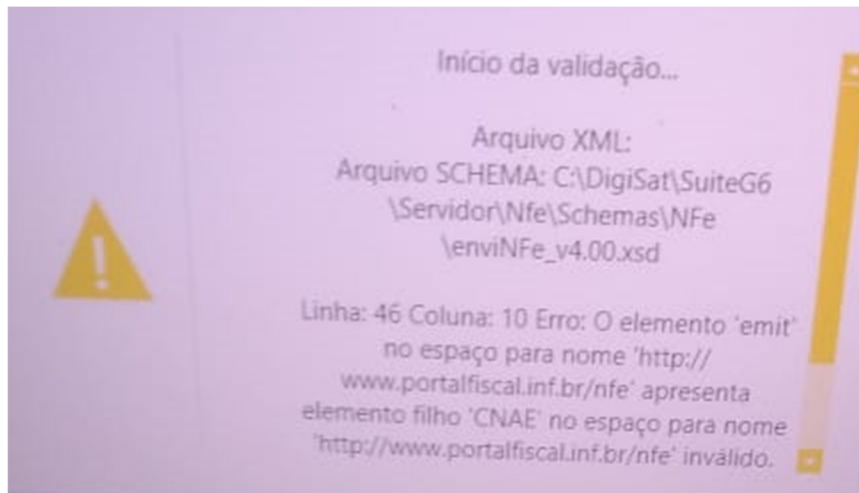 Início da validação...
Arquivo XML:
Arquivo SCHEMA: C:\DigiSat\SuiteG6
\Servidor\Nfe\Schemas\NFe
\enviNFe_v4.00.xsd
Linha: 46 Coluna: 10 Erro: O elemento 'emit'
no espaço para nome 'http://
www.portalfiscal.inf.br/nfe' apresenta
elemento filho 'CNAE' no espaço para nome
'http://www.portalfiscal.inf.br/nfe' inválido.